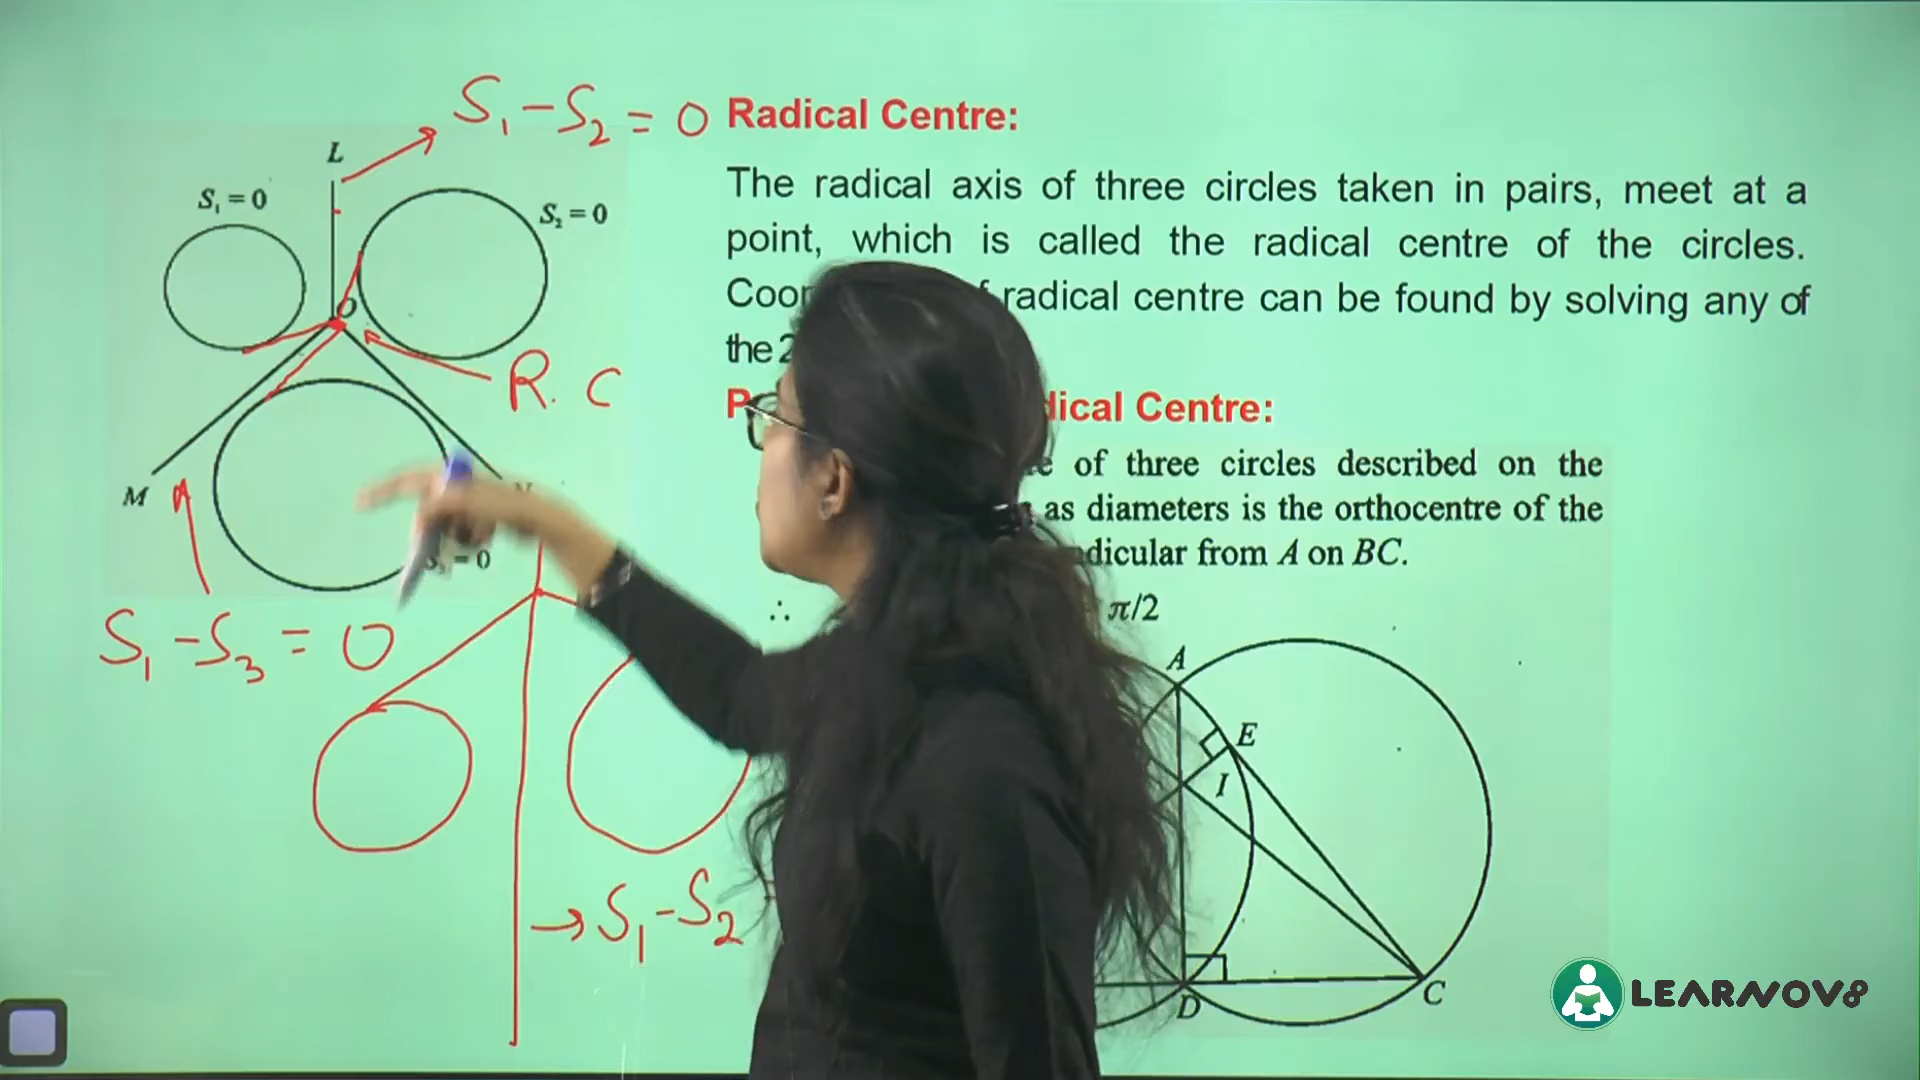 S₁ - S₂ = 0
L
S₁ = 0
S₂ = 0
O
R. C
M
= 0
S₁ - S₃ = 0
→ S₁ - S₂
Radical Centre:
The radical axis of three circles taken in pairs, meet at a
point, which is called the radical centre of the circles.
radical centre can be found by solving any of
the 2
Centre:
of three circles described on the
as diameters is the orthocentre of the
from A on BC.
∴ π/2
A
E
I
D
C
LEARNOV8